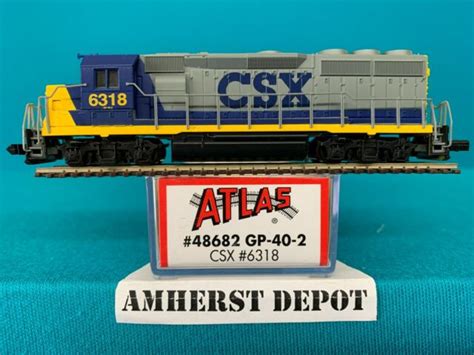 6318
CSX
ATLAS
#48682 GP-40-2
CSX #6318
AMHERST DEPOT